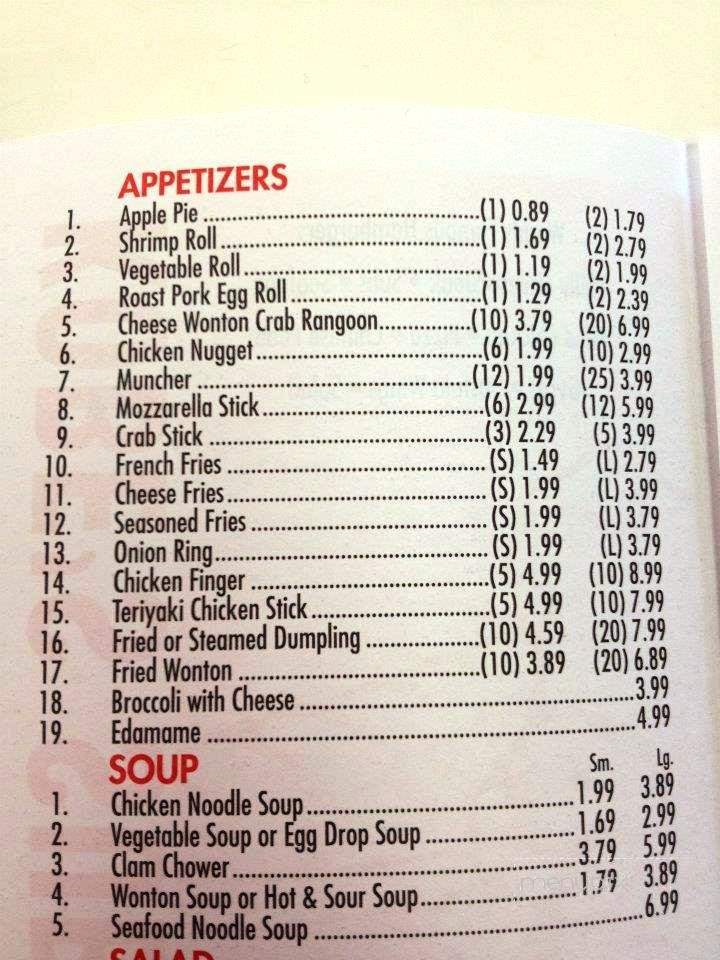 APPETIZERS
1. Apple Pie ...(1) 0.89 (2) 1.79
2. Shrimp Roll ...(1) 1.69 (2) 2.79
3. Vegetable Roll ...(1) 1.19 (2) 1.99
4. Roast Pork Egg Roll ...(1) 1.29 (2) 2.39
5. Cheese Wonton Crab Rangoon...(10) 3.79 (20) 6.99
6. Chicken Nugget...(6) 1.99 (10) 2.99
7. Muncher ...(12) 1.99 (25) 3.99
8. Mozzarella Stick...(6) 2.99 (12) 5.99
9. Crab Stick ...(3) 2.29 (5) 3.99
10. French Fries ...(S) 1.49 (L) 2.79
11. Cheese Fries...(S) 1.99 (L) 3.99
12. Seasoned Fries ...(S) 1.99 (L) 3.79
13. Onion Ring...(S) 1.99 (L) 3.79
14. Chicken Finger ...(5) 4.99 (10) 8.99
15. Teriyaki Chicken Stick...(5) 4.99 (10) 7.99
16. Fried or Steamed Dumpling ...(10) 4.59 (20) 7.99
17. Fried Wonton ...(10) 3.89 (20) 6.89
18. Broccoli with Cheese ...3.99
19. Edamame ...4.99
SOUP Sm. Lg.
1. Chicken Noodle Soup...1.99 3.89
2. Vegetable Soup or Egg Drop Soup ...1.69 2.99
3. Clam Chower...3.79 5.99
4. Wonton Soup or Hot & Sour Soup...1.79 3.89
5. Seafood Noodle Soup ...6.99
SALAD